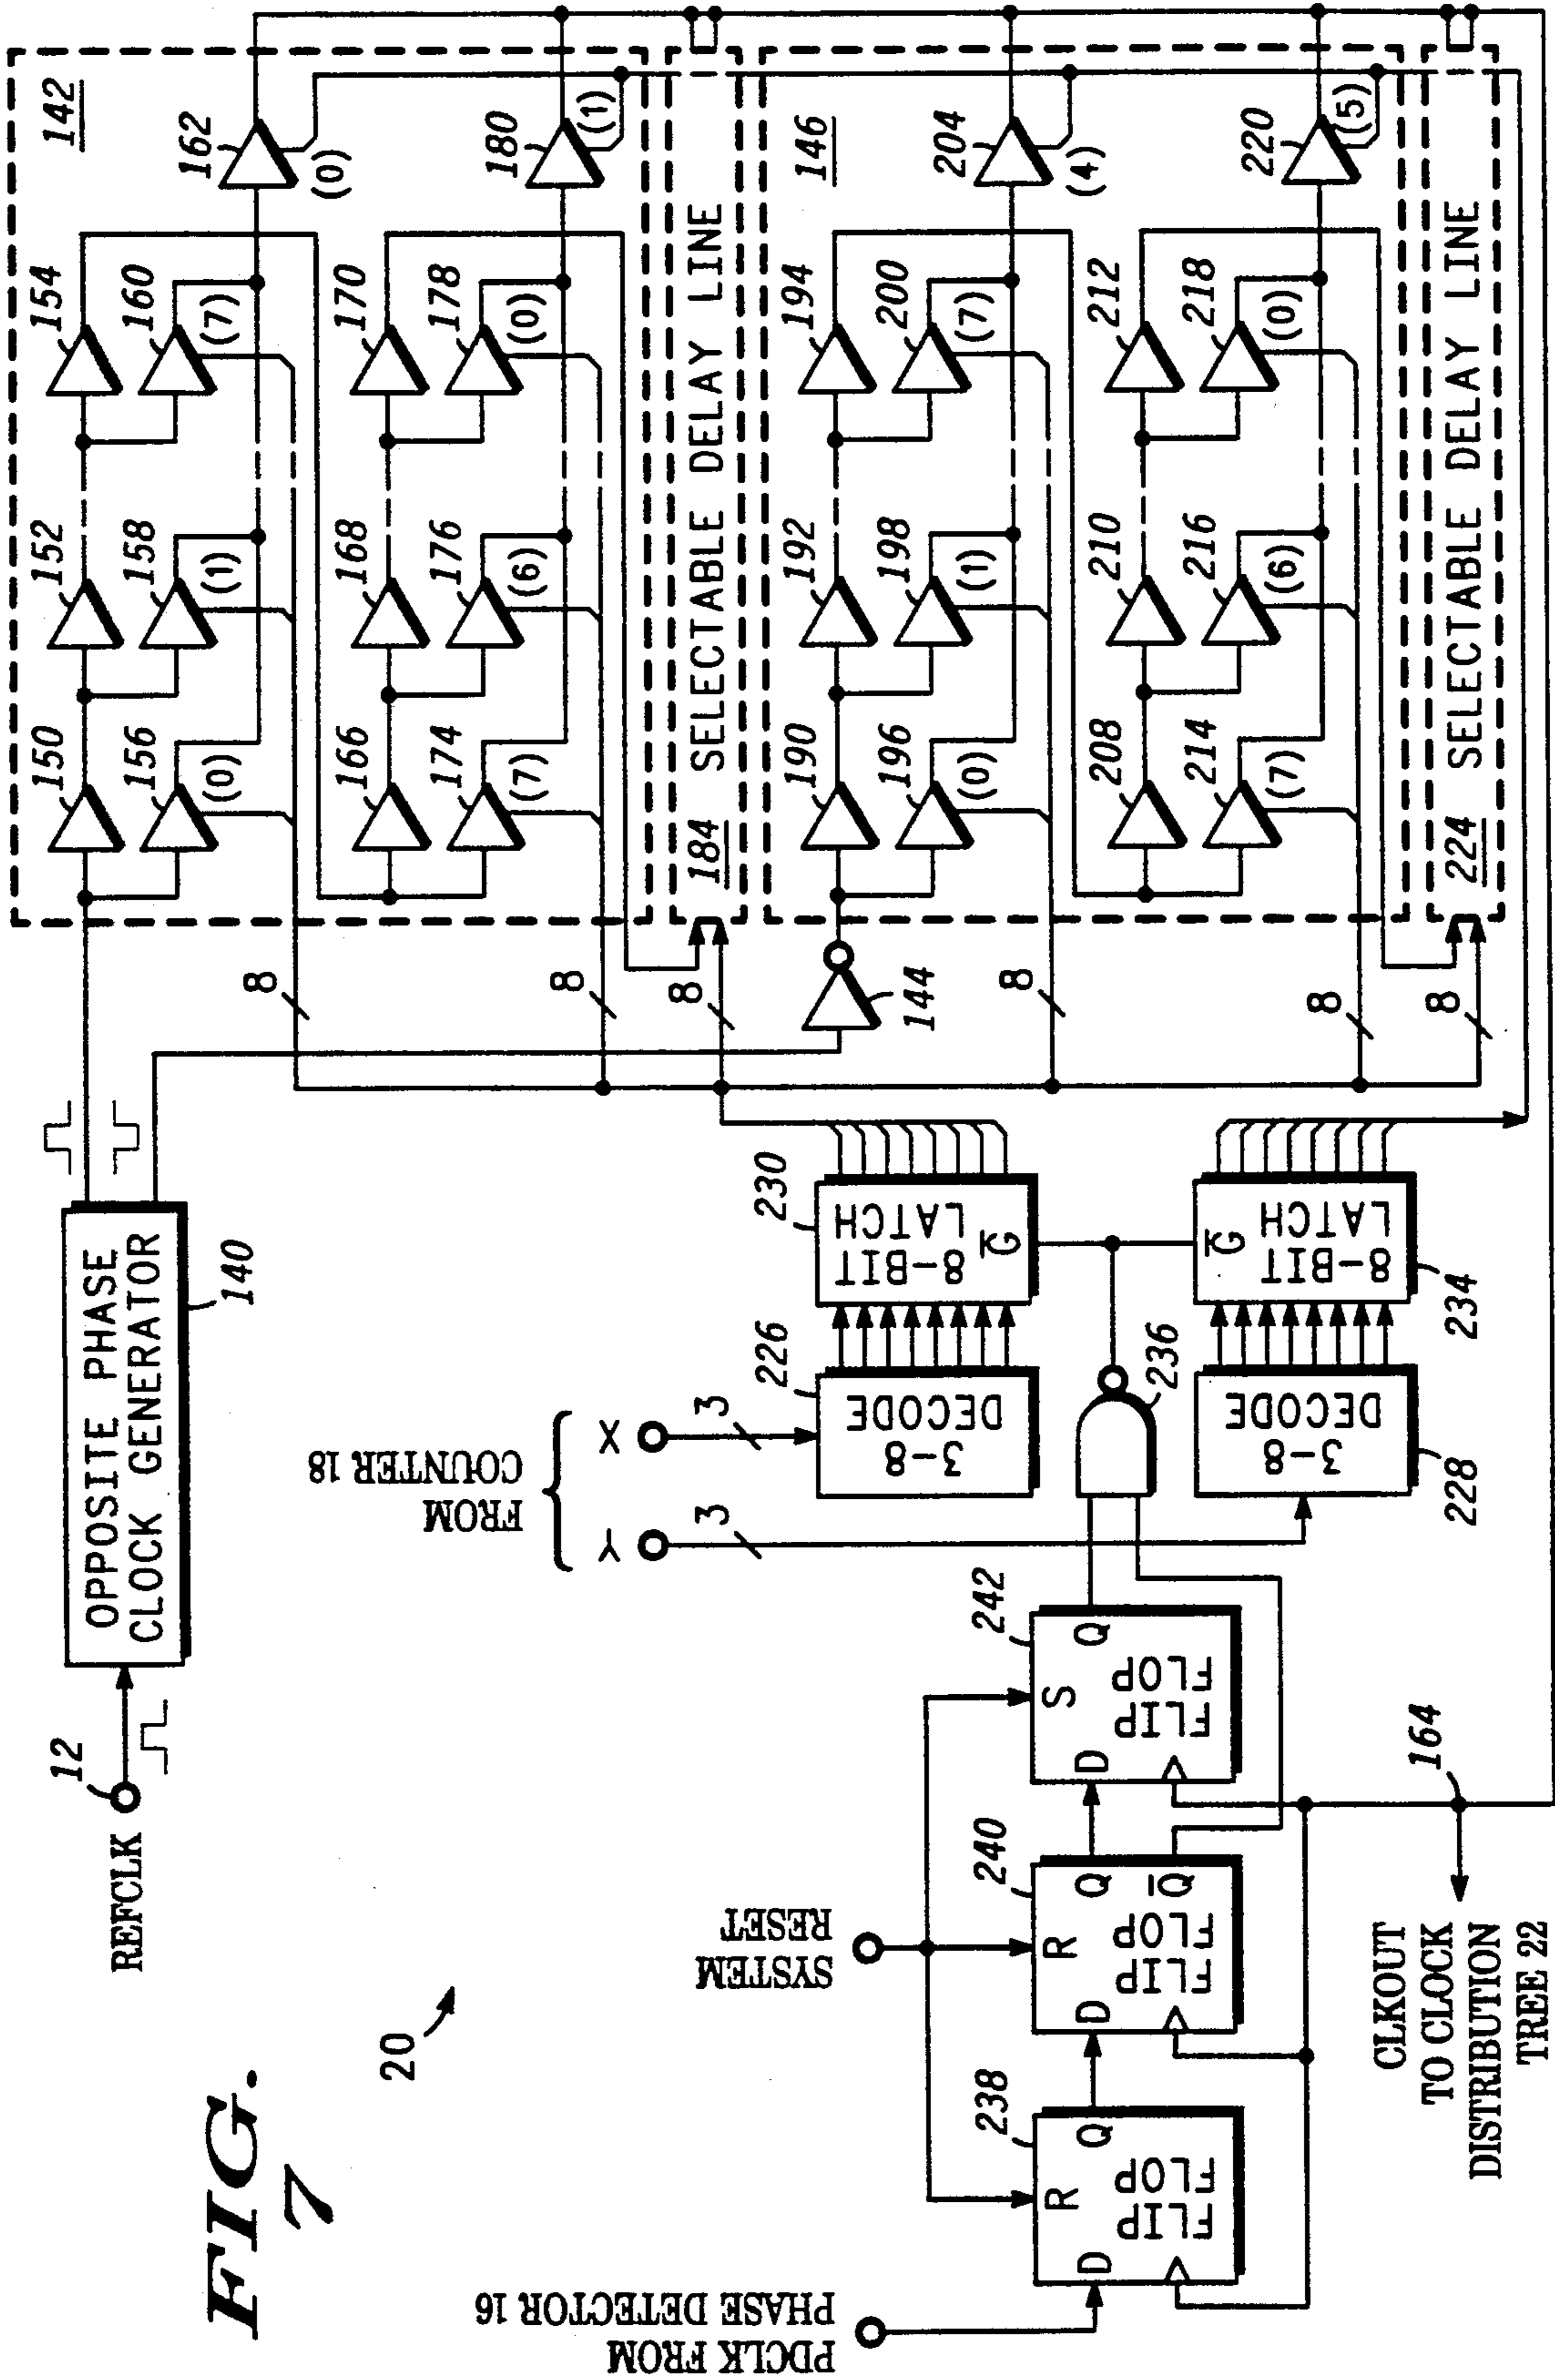 FIG.
7
20
REFCLK
12
OPPOSITE PHASE
CLOCK GENERATOR
140
142
150
152
154
156
(0)
158
(1)
160
(7)
162
(0)
166
168
170
174
(7)
176
(6)
178
(0)
180
(1)
8
8
8
184 SELECTABLE DELAY LINE
144
146
190
192
194
196
(0)
198
(1)
200
(7)
204
(4)
208
210
212
214
(7)
216
(6)
218
(0)
220
(5)
8
8
8
224 SELECTABLE DELAY LINE
FROM
COUNTER 18
X
Y
3
3
226
3-8
DECODE
230
8-BIT
LATCH
G̅
236
228
3-8
DECODE
234
8-BIT
LATCH
G̅
SYSTEM
RESET
PDCLK FROM
PHASE DETECTOR 16
238
R
D
Q
FLIP
FLOP
240
R
D
Q
Q̅
FLIP
FLOP
242
S
D
Q
FLIP
FLOP
164
CLKOUT
TO CLOCK
DISTRIBUTION
TREE 22